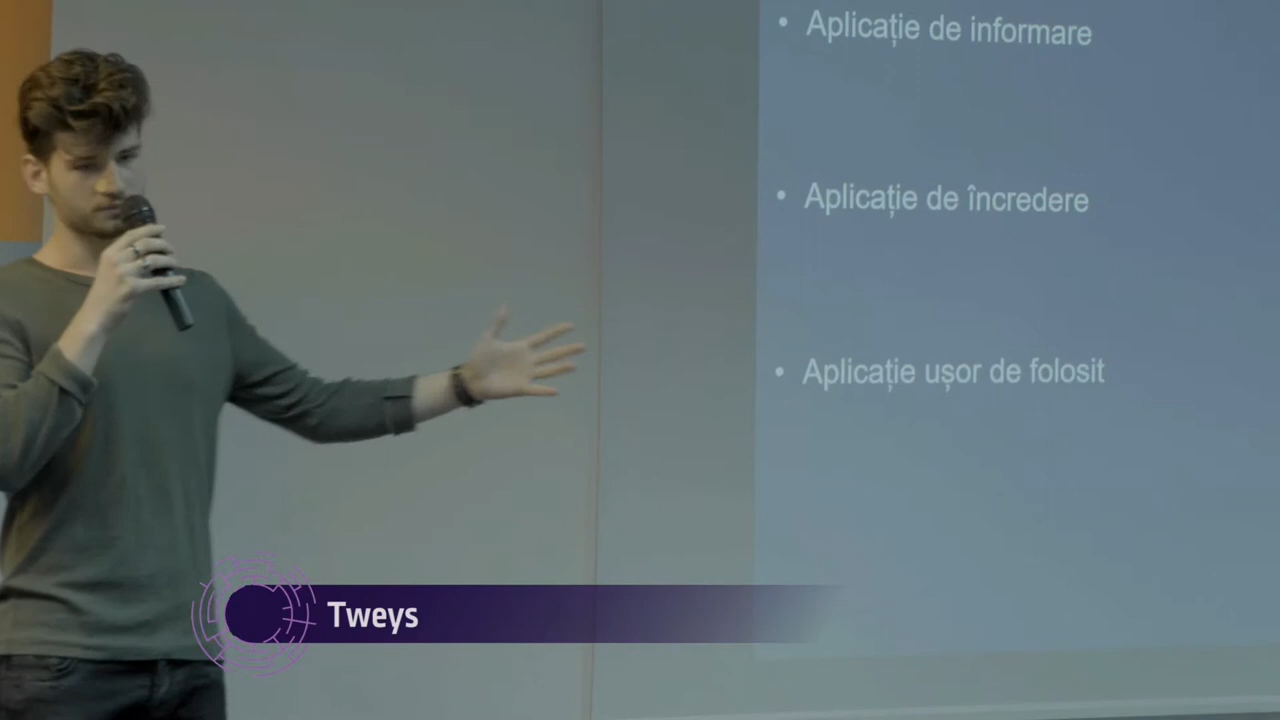 • Aplicație de informare
• Aplicație de încredere
• Aplicație ușor de folosit
Tweys